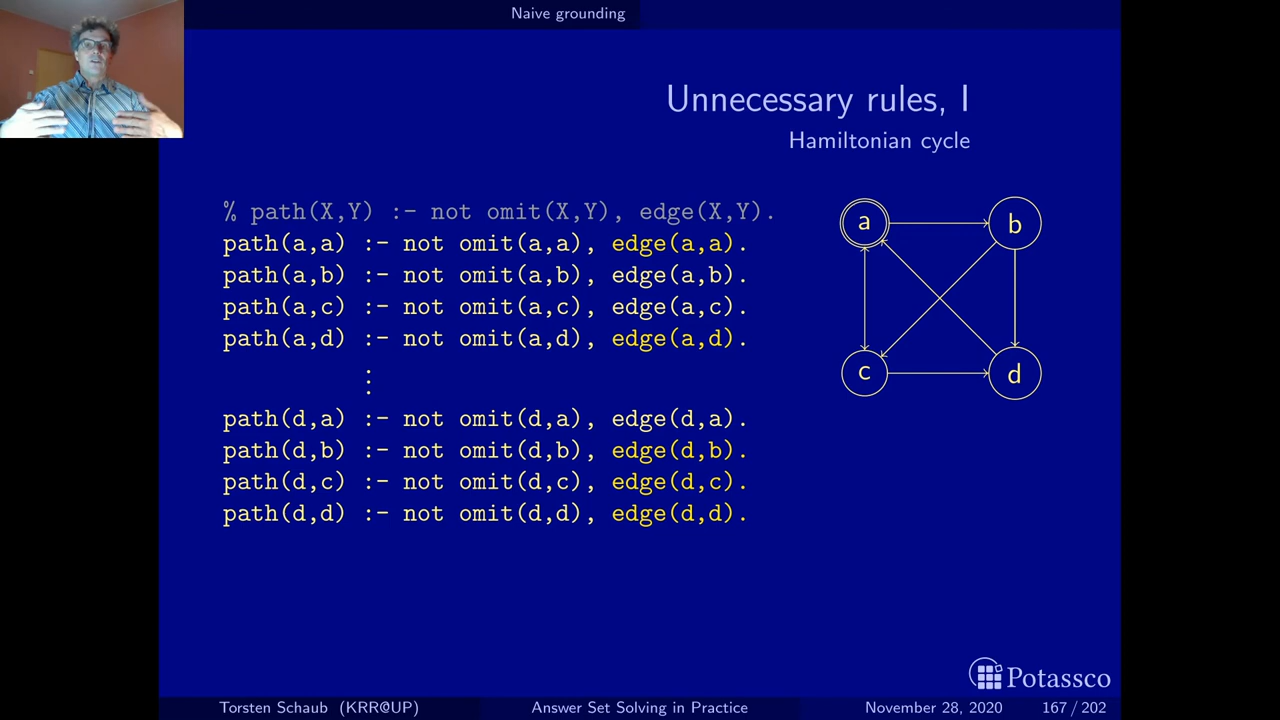 Naive grounding
Unnecessary rules, I
Hamiltonian cycle
% path(X,Y) :- not omit(X,Y), edge(X,Y).
path(a,a) :- not omit(a,a), edge(a,a).
path(a,b) :- not omit(a,b), edge(a,b).
path(a,c) :- not omit(a,c), edge(a,c).
path(a,d) :- not omit(a,d), edge(a,d).
⋮
path(d,a) :- not omit(d,a), edge(d,a).
path(d,b) :- not omit(d,b), edge(d,b).
path(d,c) :- not omit(d,c), edge(d,c).
path(d,d) :- not omit(d,d), edge(d,d).
a b
c d
Potassco
Torsten Schaub (KRR@UP) Answer Set Solving in Practice November 28, 2020 167 / 202